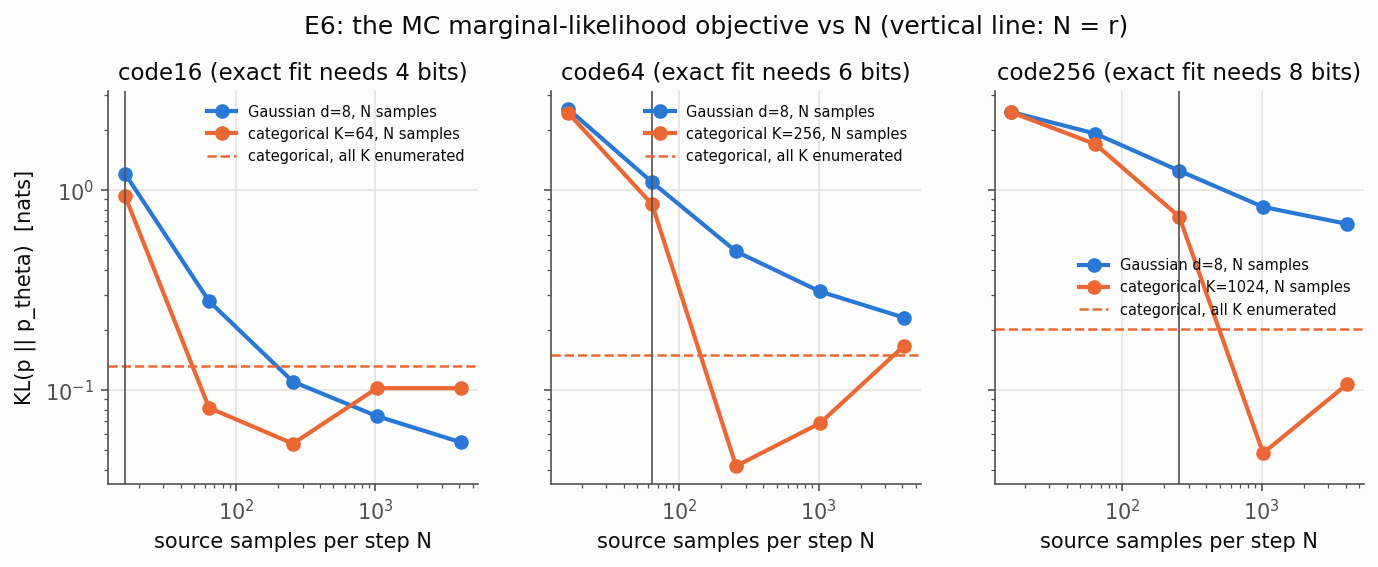 E6: the MC marginal-likelihood objective vs N (vertical line: N = r)
code16 (exact fit needs 4 bits)
code64 (exact fit needs 6 bits)
code256 (exact fit needs 8 bits)
KL(p || p_theta) [nats]
10^0
10^−1
Gaussian d=8, N samples
categorical K=64, N samples
categorical, all K enumerated
Gaussian d=8, N samples
categorical K=256, N samples
categorical, all K enumerated
Gaussian d=8, N samples
categorical K=1024, N samples
categorical, all K enumerated
10^2
10^3
10^2
10^3
10^2
10^3
source samples per step N
source samples per step N
source samples per step N